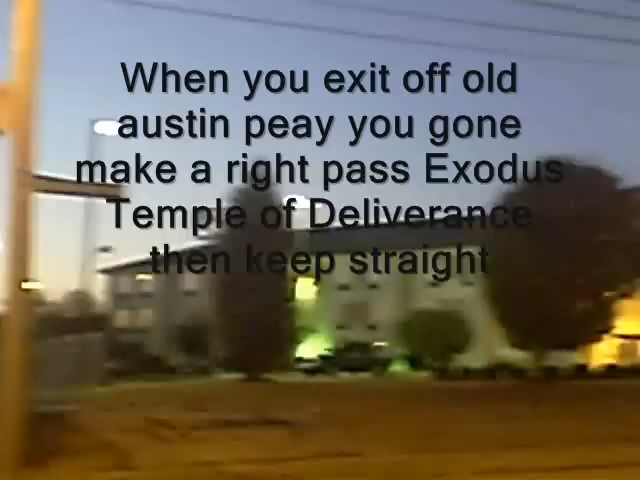 When you exit off old
austin peay you gone
make a right pass Exodus
Temple of Deliverance
then keep straight